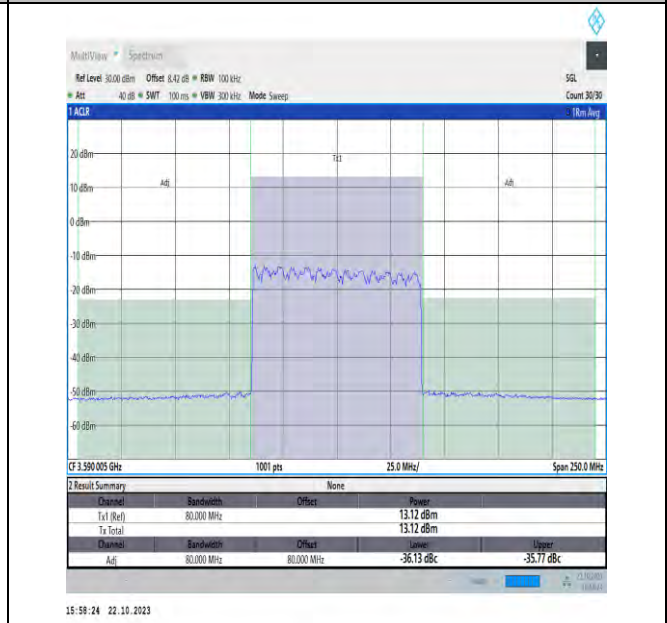 MultiView Spectrum
Ref Level 30.00 dBm Offset 8.42 dB RBW 100 kHz SGL
Att 40 dB SWT 100 ms VBW 300 kHz Mode Sweep Count 30/30
1 ACLR 1Rm Avg
Tx1
20 dBm
Adj Adj
10 dBm
0 dBm
-10 dBm
-20 dBm
-30 dBm
-40 dBm
-50 dBm
-60 dBm
CF 3.590 005 GHz 1001 pts 25.0 MHz/ Span 250.0 MHz
2 Result Summary None
Channel Bandwidth Offset Power
Tx1 (Ref) 80.000 MHz 13.12 dBm
Tx Total 13.12 dBm
Channel Bandwidth Offset Lower Upper
Adj 80.000 MHz 80.000 MHz -36.13 dBc -35.77 dBc
15:58:24 22.10.2023